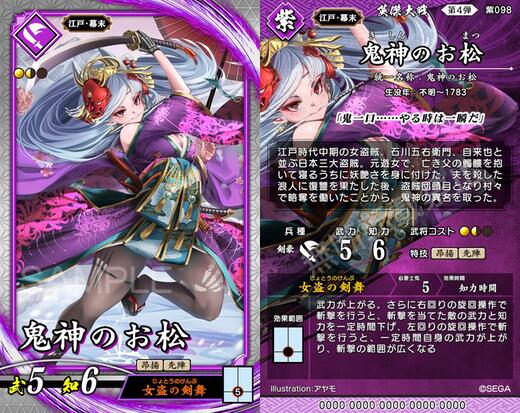 江戸・幕末
SAMPLE
鬼神のお松
昂揚 先陣
武5 知6
じょとうのけんぶ
女盗の剣舞
5
紫
江戸・幕末
英傑大戦
第4弾
紫098
きしん まつ
鬼神のお松
統一名称:鬼神のお松
生没年:不明~1783
「鬼一口……やる時は一瞬だ」
江戸時代中期の女盗賊。石川五右衛門、自来也と
並ぶ日本三大盗賊。元遊女で、亡き父の髑髏を抱
いて寝るうちに妖艶さを身に付けた。夫を殺した
浪人に復讐を果たした後、盗賊団頭目となり村々
で略奪を働いたことから、鬼神の異名を取った。
兵種 武力 知力 武将コスト
剣豪 5 6 特技 昂揚 先陣
じょとうのけんぶ 必要士気 効果時間
女盗の剣舞 5 知力時間
効果範囲
武力が上がる。さらに右回りの旋回操作で
斬撃を行うと、斬撃を当てた敵の武力と知
力を一定時間下げ、左回りの旋回操作で斬
撃を行うと、一定時間自身の武力が上が
り、斬撃の範囲が広くなる
Illustration:アヤモ
©SEGA
0000 0000 0000 0000 0000